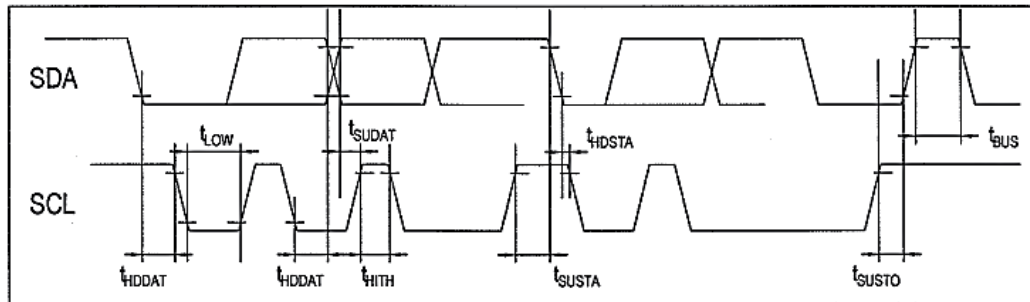 SDA
tLOW
tSUDAT
tHDSTA
tBUS
SCL
tHDDAT
tHDDAT
tHITH
tSUSTA
tSUSTO